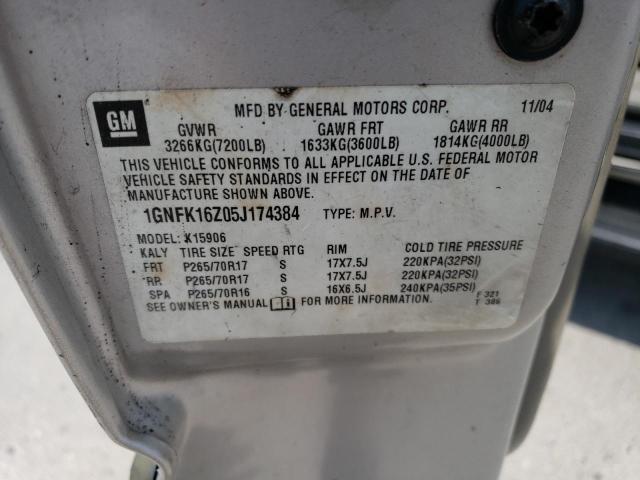 GM
MFD BY GENERAL MOTORS CORP. 11/04
GVWR GAWR FRT GAWR RR
3266KG(7200LB) 1633KG(3600LB) 1814KG(4000LB)
THIS VEHICLE CONFORMS TO ALL APPLICABLE U.S. FEDERAL MOTOR
VEHICLE SAFETY STANDARDS IN EFFECT ON THE DATE OF
MANUFACTURE SHOWN ABOVE.
1GNFK16Z05J174384 TYPE: M.P.V.
MODEL: K15906
KALY TIRE SIZE SPEED RTG RIM COLD TIRE PRESSURE
FRT P265/70R17 S 17X7.5J 220KPA(32PSI)
RR P265/70R17 S 17X7.5J 220KPA(32PSI)
SPA P265/70R16 S 16X6.5J 240KPA(35PSI)
SEE OWNER'S MANUAL FOR MORE INFORMATION.
F 321
T 386